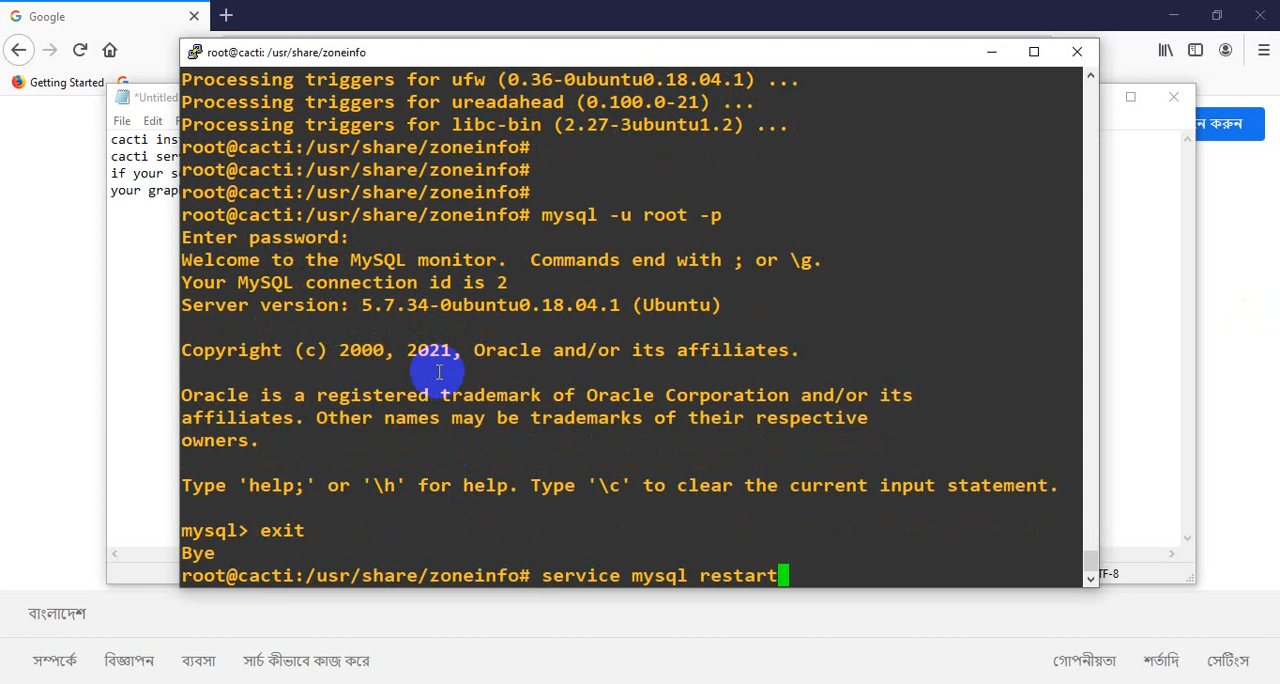 Google
Getting Started
root@cacti: /usr/share/zoneinfo
*Untitled
File Edit
cacti ins
cacti ser
if your s
your grap
ন করুন
Processing triggers for ufw (0.36-0ubuntu0.18.04.1) ...
Processing triggers for ureadahead (0.100.0-21) ...
Processing triggers for libc-bin (2.27-3ubuntu1.2) ...
root@cacti:/usr/share/zoneinfo#
root@cacti:/usr/share/zoneinfo#
root@cacti:/usr/share/zoneinfo#
root@cacti:/usr/share/zoneinfo# mysql -u root -p
Enter password:
Welcome to the MySQL monitor.  Commands end with ; or \g.
Your MySQL connection id is 2
Server version: 5.7.34-0ubuntu0.18.04.1 (Ubuntu)
Copyright (c) 2000, 2021, Oracle and/or its affiliates.
Oracle is a registered trademark of Oracle Corporation and/or its
affiliates. Other names may be trademarks of their respective
owners.
Type 'help;' or '\h' for help. Type '\c' to clear the current input statement.
mysql> exit
Bye
root@cacti:/usr/share/zoneinfo# service mysql restart
TF-8
বাংলাদেশ
সম্পর্কে বিজ্ঞাপন ব্যবসা সার্চ কীভাবে কাজ করে গোপনীয়তা শর্তাদি সেটিংস